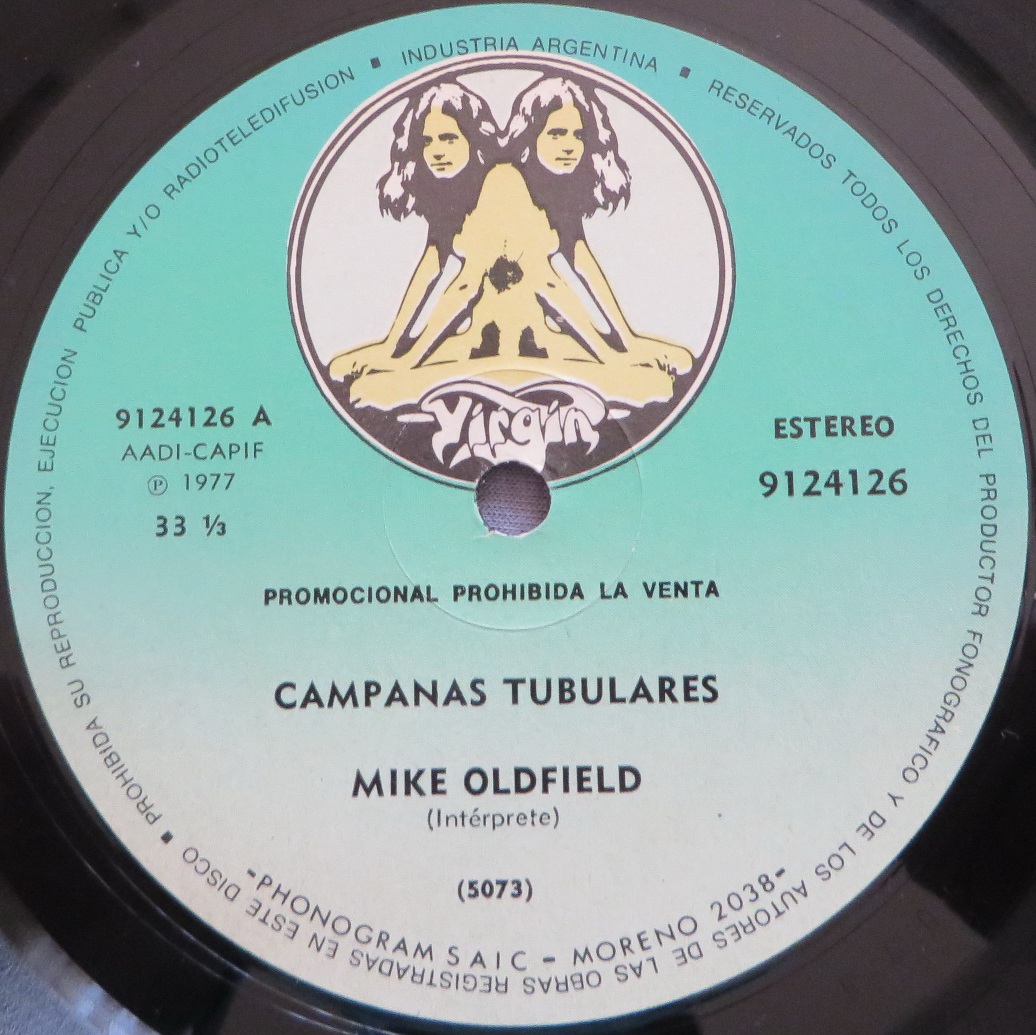 INDUSTRIA ARGENTINA ▪ RESERVADOS TODOS LOS DERECHOS DEL PRODUCTOR FONOGRAFICO Y DE LOS AUTORES DE LAS OBRAS REGISTRADAS EN ESTE DISCO ▪ PROHIBIDA SU REPRODUCCION, EJECUCION PUBLICA Y/O RADIOTELEDIFUSION ▪
Virgin
9124126 A
AADI-CAPIF
℗ 1977
33 ⅓
ESTEREO
9124126
PROMOCIONAL PROHIBIDA LA VENTA
CAMPANAS TUBULARES
MIKE OLDFIELD
(Intérprete)
(5073)
-PHONOGRAM S A I C - MORENO 2038-